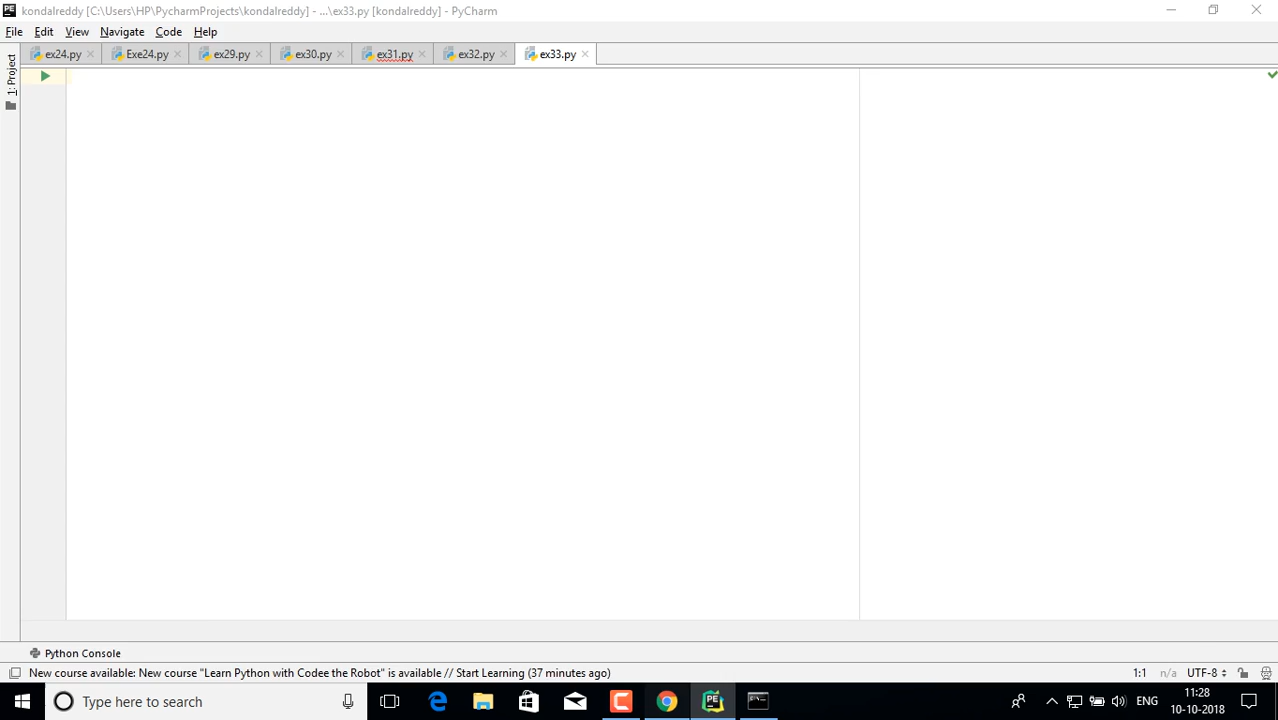 kondalreddy [C:\Users\HP\PycharmProjects\kondalreddy] - ...\ex33.py [kondalreddy] - PyCharm
File Edit View Navigate Code Help
ex24.py Exe24.py ex29.py ex30.py ex31.py ex32.py ex33.py
1: Project
Python Console
New course available: New course "Learn Python with Codee the Robot" is available // Start Learning (37 minutes ago) 1:1 n/a UTF-8
Type here to search
ENG
11:28
10-10-2018